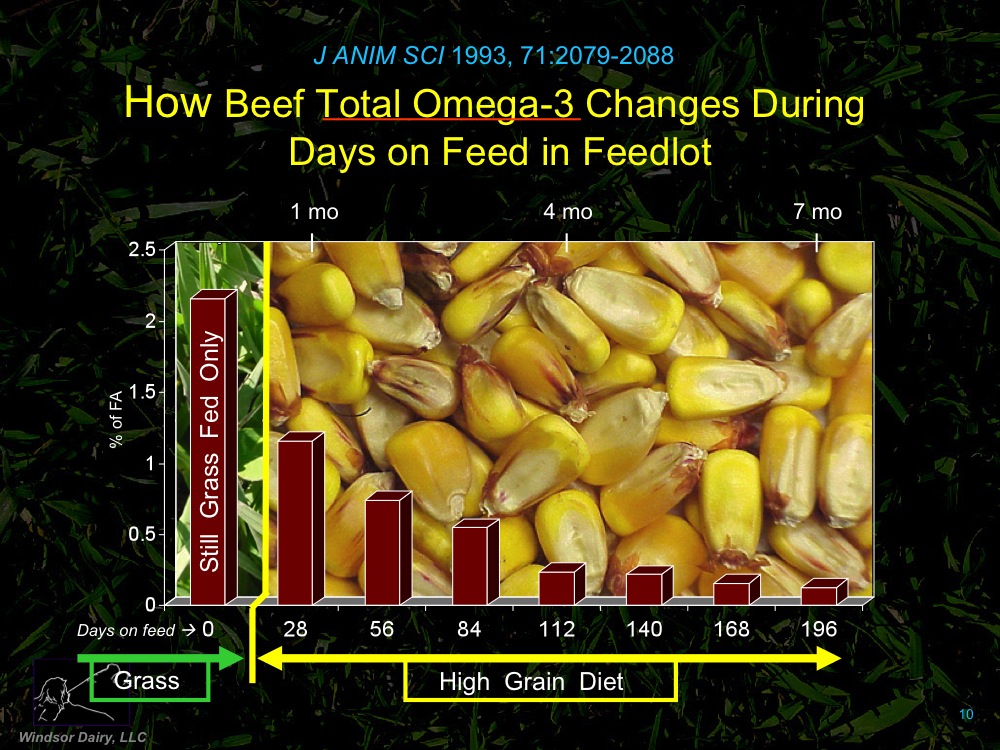 J ANIM SCI 1993, 71:2079-2088
How Beef Total Omega-3 Changes During
Days on Feed in Feedlot
1 mo 4 mo 7 mo
2.5
2
1.5
1
0.5
0
% of FA
Still Grass Fed Only
Days on feed → 0 28 56 84 112 140 168 196
Grass
High Grain Diet
Windsor Dairy, LLC
10